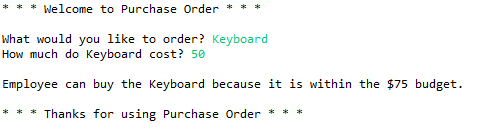 * * * Welcome to Purchase Order * * *
What would you like to order? Keyboard
How much do Keyboard cost? 50
Employee can buy the Keyboard because it is within the $75 budget.
* * * Thanks for using Purchase Order * * *